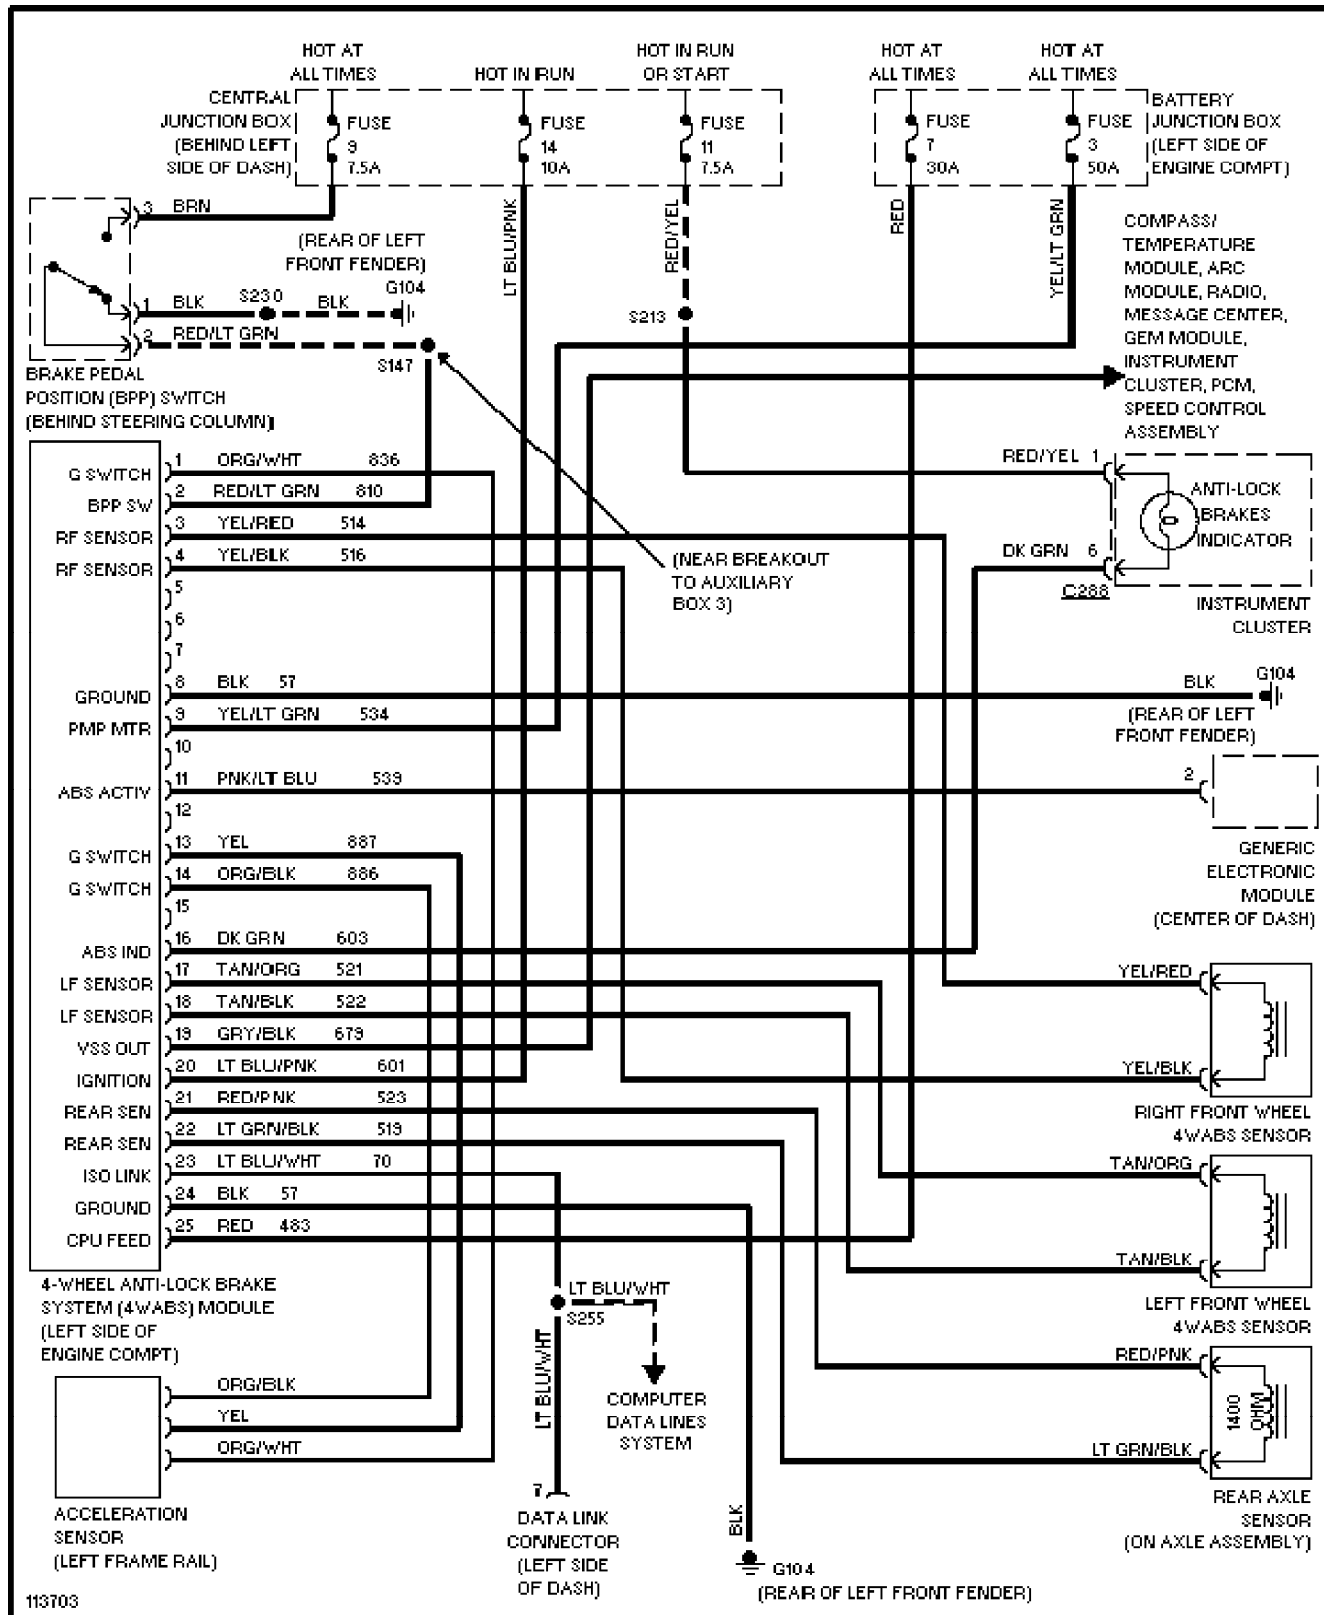 HOT AT
ALL TIMES
HOT IN RUN
HOT IN RUN
OR START
HOT AT
ALL TIMES
HOT AT
ALL TIMES
CENTRAL
JUNCTION BOX
(BEHIND LEFT
SIDE OF DASH)
FUSE
9
7.5A
FUSE
14
10A
FUSE
11
7.5A
FUSE
7
30A
FUSE
3
50A
BATTERY
JUNCTION BOX
(LEFT SIDE OF
ENGINE COMPT)
3 BRN
(REAR OF LEFT
FRONT FENDER)
LT BLU/PNK
RED/YEL
RED
YEL/LT GRN
COMPASS/
TEMPERATURE
MODULE, ARC
MODULE, RADIO,
MESSAGE CENTER,
GEM MODULE,
INSTRUMENT
CLUSTER, PCM,
SPEED CONTROL
ASSEMBLY
1 BLK S230 BLK G104
2 RED/LT GRN
S147
S213
BRAKE PEDAL
POSITION (BPP) SWITCH
(BEHIND STEERING COLUMN)
G SWITCH 1 ORG/WHT 836
BPP SW 2 RED/LT GRN 810
RF SENSOR 3 YEL/RED 514
RF SENSOR 4 YEL/BLK 516
5
6
7
GROUND 8 BLK 57
PMP MTR 9 YEL/LT GRN 534
10
ABS ACTIV 11 PNK/LT BLU 539
12
G SWITCH 13 YEL 887
G SWITCH 14 ORG/BLK 886
15
ABS IND 16 DK GRN 603
LF SENSOR 17 TAN/ORG 521
LF SENSOR 18 TAN/BLK 522
VSS OUT 19 GRY/BLK 679
IGNITION 20 LT BLU/PNK 601
REAR SEN 21 RED/PNK 523
REAR SEN 22 LT GRN/BLK 519
ISO LINK 23 LT BLU/WHT 70
GROUND 24 BLK 57
CPU FEED 25 RED 483
4-WHEEL ANTI-LOCK BRAKE
SYSTEM (4WABS) MODULE
(LEFT SIDE OF
ENGINE COMPT)
(NEAR BREAKOUT
TO AUXILIARY
BOX 3)
RED/YEL 1
DK GRN 6
C288
ANTI-LOCK
BRAKES
INDICATOR
INSTRUMENT
CLUSTER
BLK G104
(REAR OF LEFT
FRONT FENDER)
2
GENERIC
ELECTRONIC
MODULE
(CENTER OF DASH)
YEL/RED
YEL/BLK
RIGHT FRONT WHEEL
4WABS SENSOR
TAN/ORG
TAN/BLK
LEFT FRONT WHEEL
4WABS SENSOR
RED/PNK
1400
OHM
LT GRN/BLK
REAR AXLE
SENSOR
(ON AXLE ASSEMBLY)
ORG/BLK
YEL
ORG/WHT
ACCELERATION
SENSOR
(LEFT FRAME RAIL)
LT BLU/WHT
S255
LT BLU/WHT
COMPUTER
DATA LINES
SYSTEM
7
DATA LINK
CONNECTOR
(LEFT SIDE
OF DASH)
BLK
G104
(REAR OF LEFT FRONT FENDER)
113703